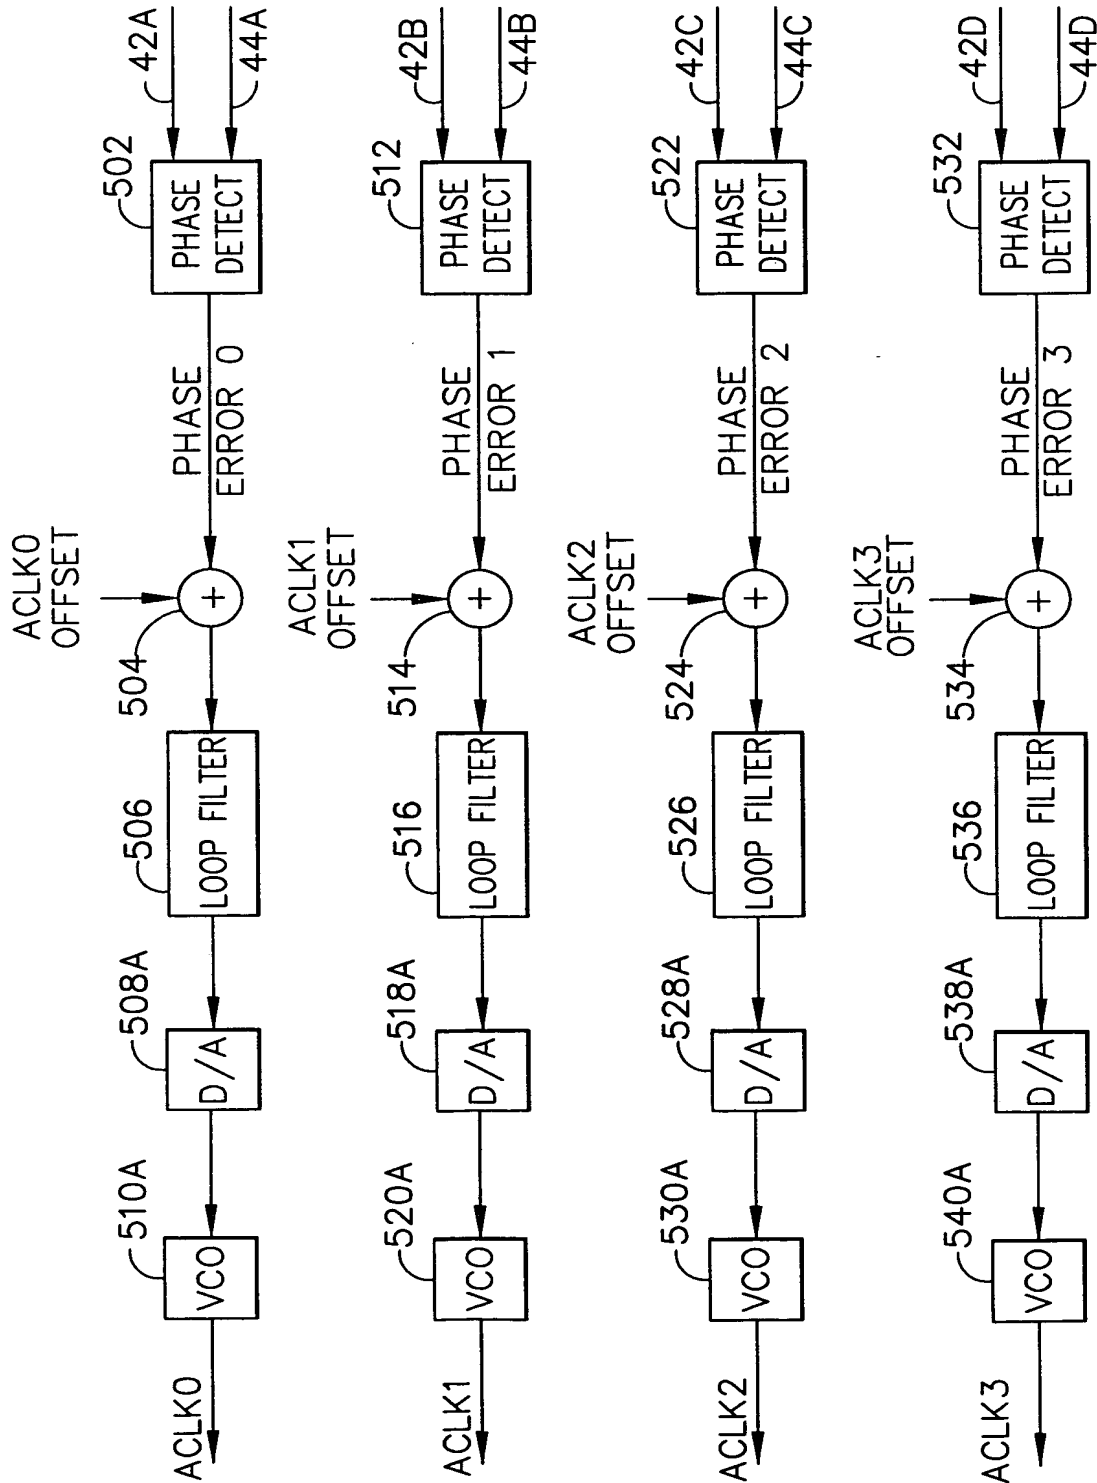 42A
44A
502
PHASE
DETECT
PHASE
ERROR 0
ACLK0
OFFSET
+
504
506
LOOP FILTER
508A
D/A
510A
VCO
ACLK0
42B
44B
512
PHASE
DETECT
PHASE
ERROR 1
ACLK1
OFFSET
+
514
516
LOOP FILTER
518A
D/A
520A
VCO
ACLK1
42C
44C
522
PHASE
DETECT
PHASE
ERROR 2
ACLK2
OFFSET
+
524
526
LOOP FILTER
528A
D/A
530A
VCO
ACLK2
42D
44D
532
PHASE
DETECT
PHASE
ERROR 3
ACLK3
OFFSET
+
534
536
LOOP FILTER
538A
D/A
540A
VCO
ACLK3